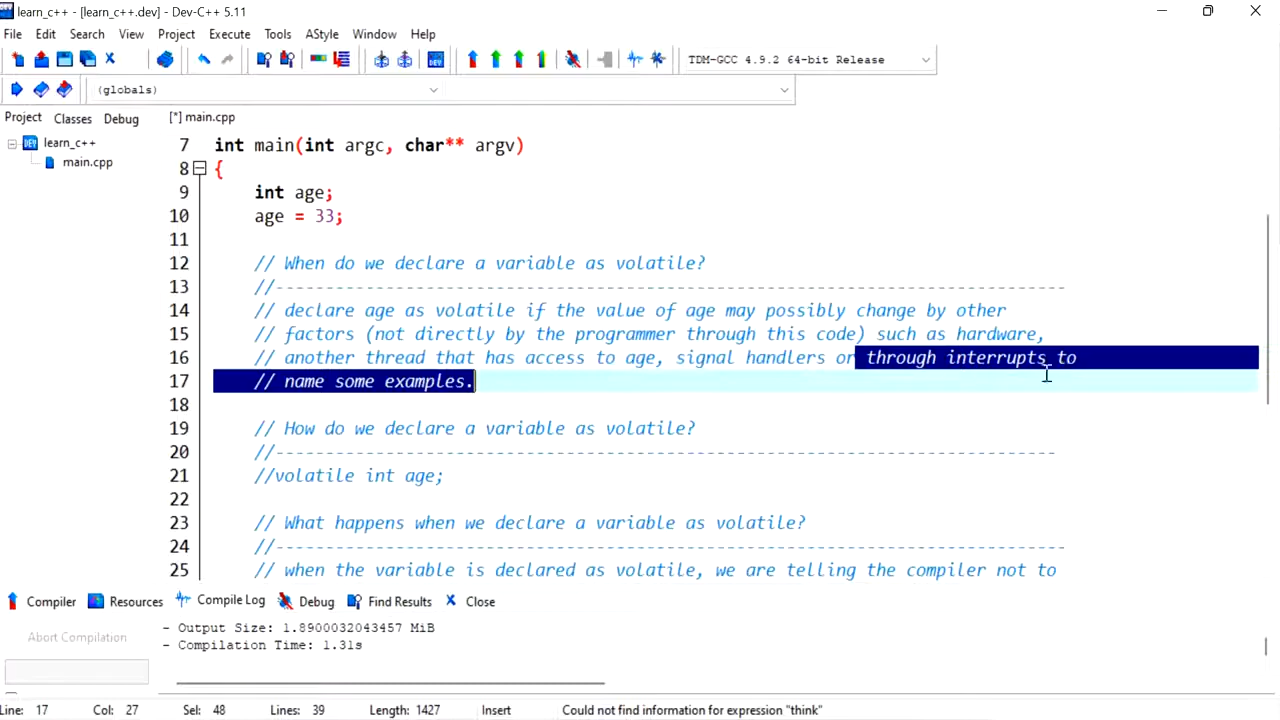 learn_c++ - [learn_c++.dev] - Dev-C++ 5.11
File Edit Search View Project Execute Tools AStyle Window Help
TDM-GCC 4.9.2 64-bit Release
(globals)
Project Classes Debug
[*] main.cpp
learn_c++
main.cpp
7 int main(int argc, char** argv)
8 {
9 int age;
10 age = 33;
11
12 // When do we declare a variable as volatile?
13 //-------------------------------------------------------------------------------
14 // declare age as volatile if the value of age may possibly change by other
15 // factors (not directly by the programmer through this code) such as hardware,
16 // another thread that has access to age, signal handlers or through interrupts to
17 // name some examples.
18
19 // How do we declare a variable as volatile?
20 //------------------------------------------------------------------------------
21 //volatile int age;
22
23 // What happens when we declare a variable as volatile?
24 //-------------------------------------------------------------------------------
25 // when the variable is declared as volatile, we are telling the compiler not to
Compiler Resources Compile Log Debug Find Results Close
Abort Compilation
- Output Size: 1.8900032043457 MiB
- Compilation Time: 1.31s
Line: 17 Col: 27 Sel: 48 Lines: 39 Length: 1427 Insert Could not find information for expression "think"